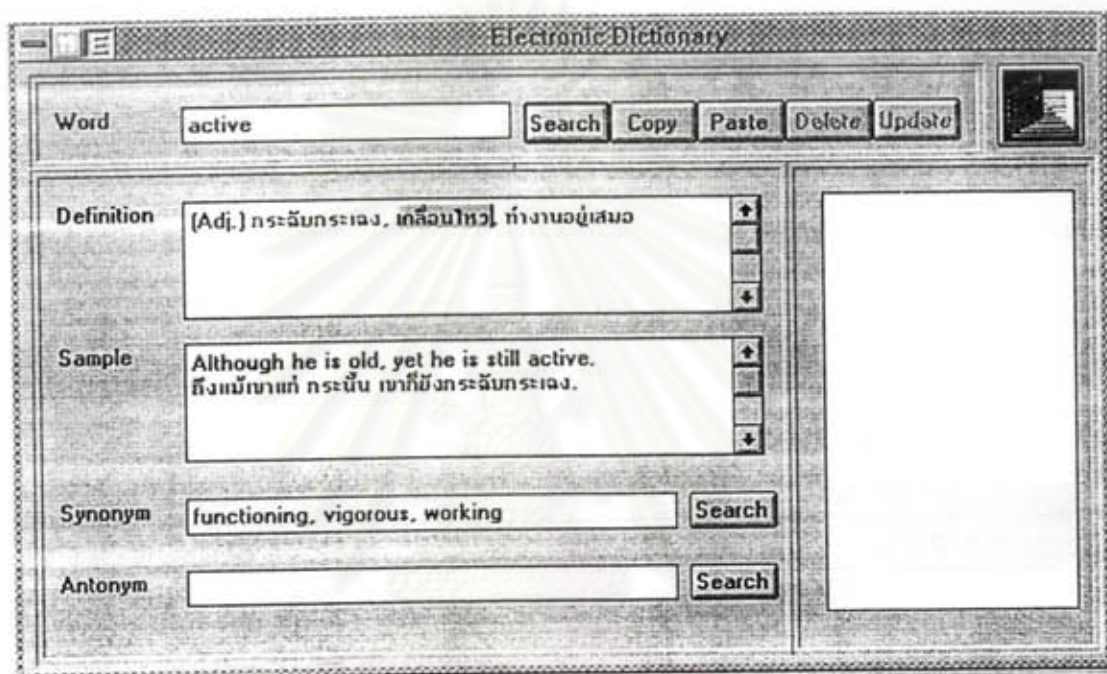 Electronic Dictionary
Word
active
Search Copy Paste Delete Update
Definition
(Adj.) กระฉับกระเฉง, เคลื่อนไหว, ทำงานอยู่เสมอ
Sample
Although he is old, yet he is still active.
ถึงแม้เขาแก่ กระนั้น เขาก็ยังกระฉับกระเฉง.
Synonym
functioning, vigorous, working
Search
Antonym
Search